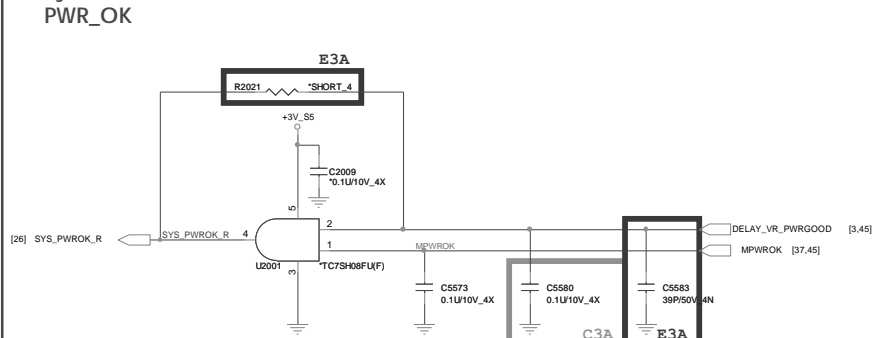 PWR_OK
E3A
R2021 *SHORT_4
+3V_S5
C2009
*0.1U/10V_4X
5
2
DELAY_VR_PWRGOOD [3,45]
[26] SYS_PWROK_R
SYS_PWROK_R 4
1
MPWROK
MPWROK [37,45]
U2001
3
*TC7SH08FU(F)
C5573
0.1U/10V_4X
C5580
0.1U/10V_4X
C5583
39P/50V_4N
C3A
E3A